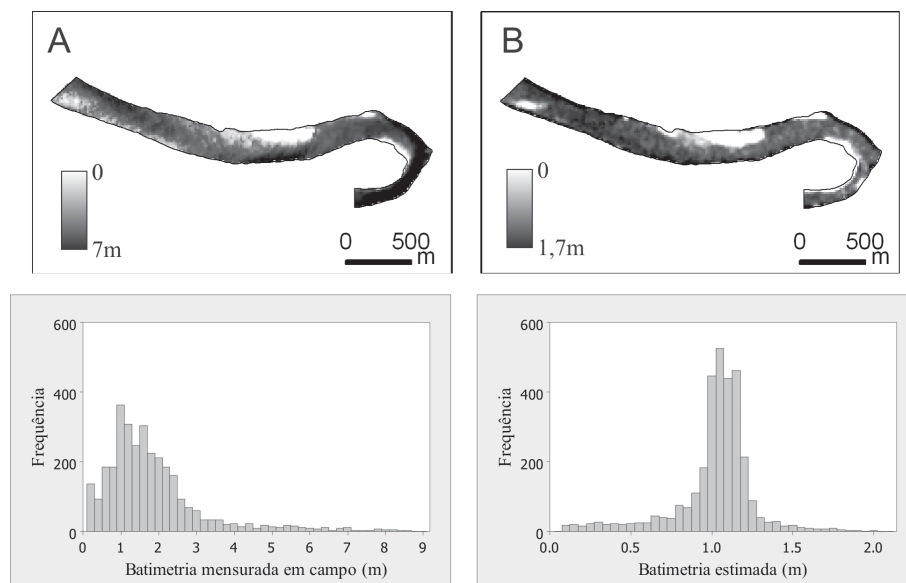 A
0
7m
0 500
m
B
0
1,7m
0 500
m
600
400
200
0
Frequência
0 1 2 3 4 5 6 7 8 9
Batimetria mensurada em campo (m)
600
400
200
0
Frequência
0.0 0.5 1.0 1.5 2.0
Batimetria estimada (m)